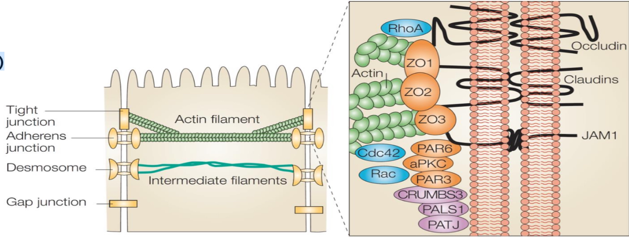 )
Tight
junction
Adherens
junction
Desmosome
Gap junction
Actin filament
Intermediate filaments
RhoA
Actin
ZO1
ZO2
ZO3
Cdc42
Rac
PAR6
aPKC
PAR3
CRUMBS3
PALS1
PATJ
Occludin
Claudins
JAM1